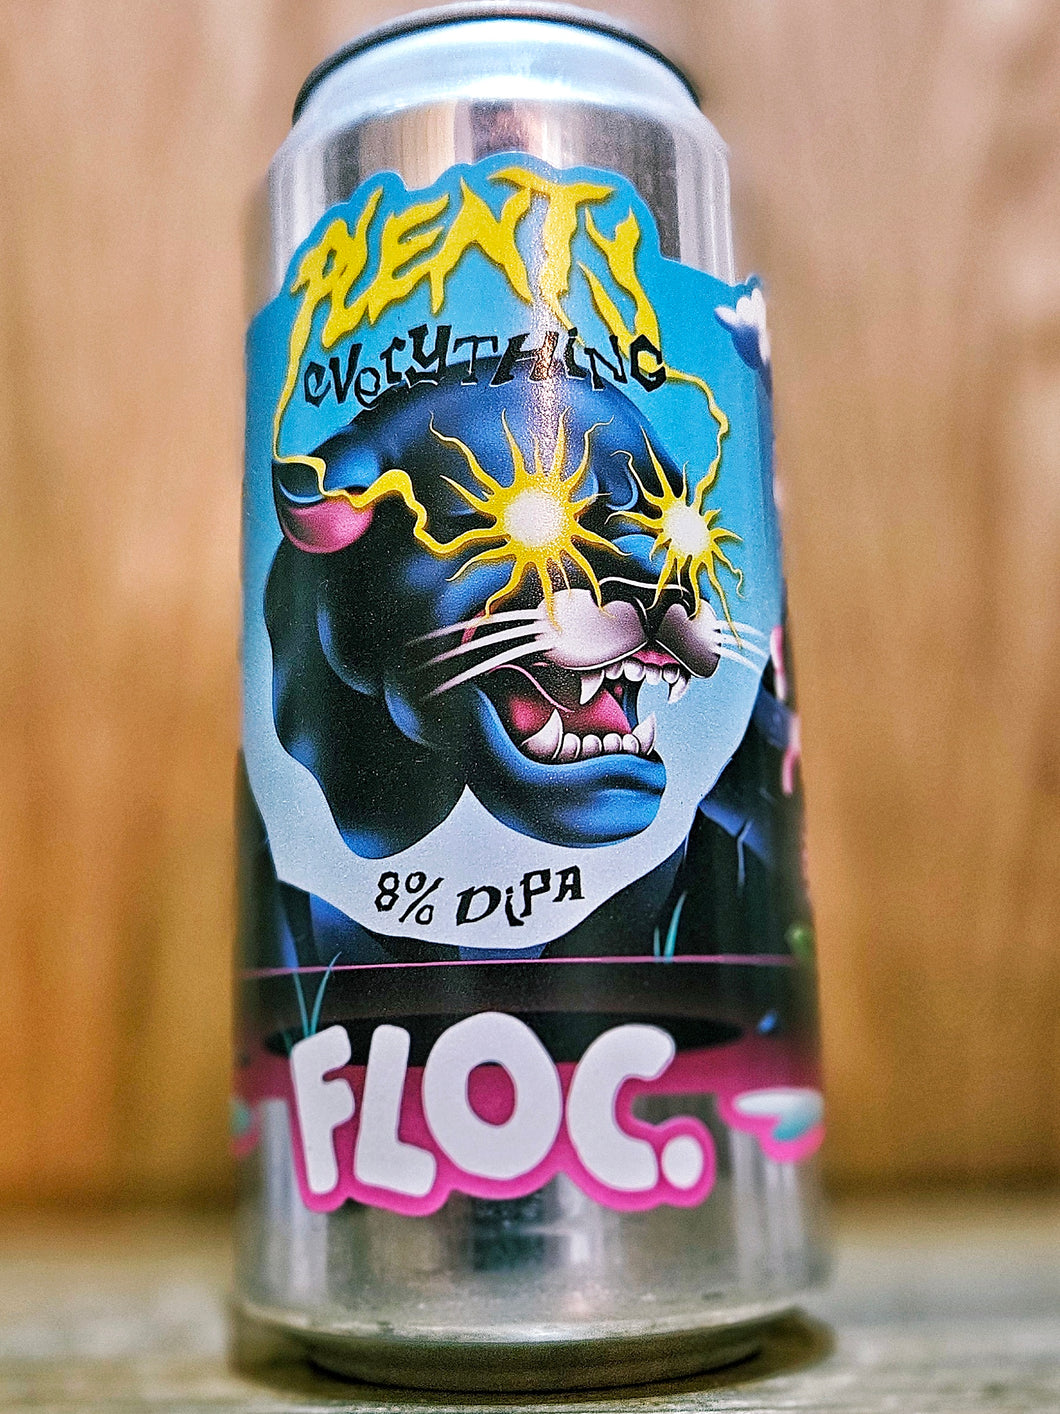 PLENTY
everyTHiNG
8% DiPA
FLOC.